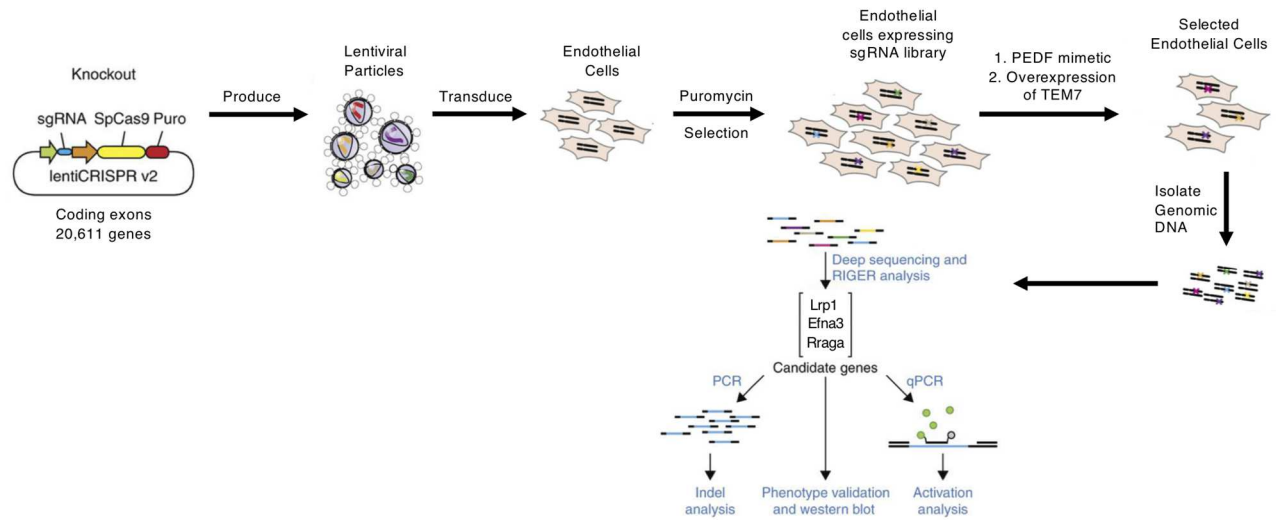 Knockout
sgRNA SpCas9 Puro
lentiCRISPR v2
Coding exons
20,611 genes
Produce
Lentiviral
Particles
Transduce
Endothelial
Cells
Puromycin
Selection
Endothelial
cells expressing
sgRNA library
1. PEDF mimetic
2. Overexpression
of TEM7
Selected
Endothelial Cells
Isolate
Genomic
DNA
Deep sequencing and
RIGER analysis
Lrp1
Efna3
Rraga
Candidate genes
PCR
qPCR
Indel
analysis
Phenotype validation
and western blot
Activation
analysis